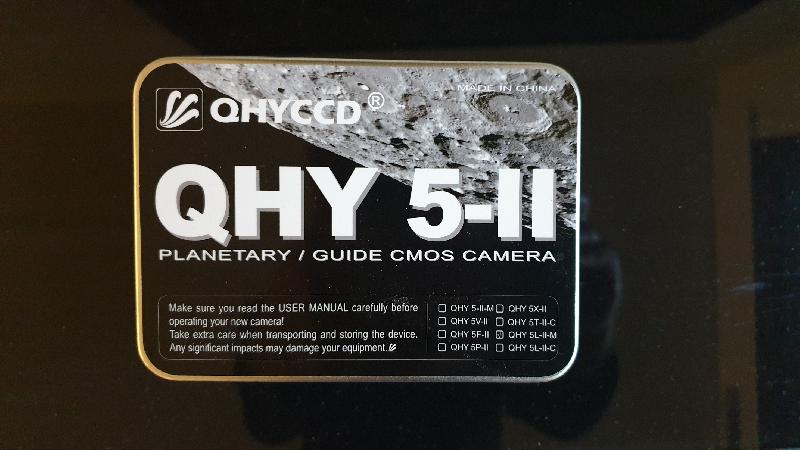 MADE IN CHINA
QHYCCD®
QHY 5-II
PLANETARY / GUIDE CMOS CAMERA
Make sure you read the USER MANUAL carefully before
operating your new camera!
Take extra care when transporting and storing the device.
Any significant impacts may damage your equipment.
QHY 5-II-M QHY 5X-II
QHY 5V-II QHY 5T-II-C
QHY 5F-II QHY 5L-II-M
QHY 5P-II QHY 5L-II-C